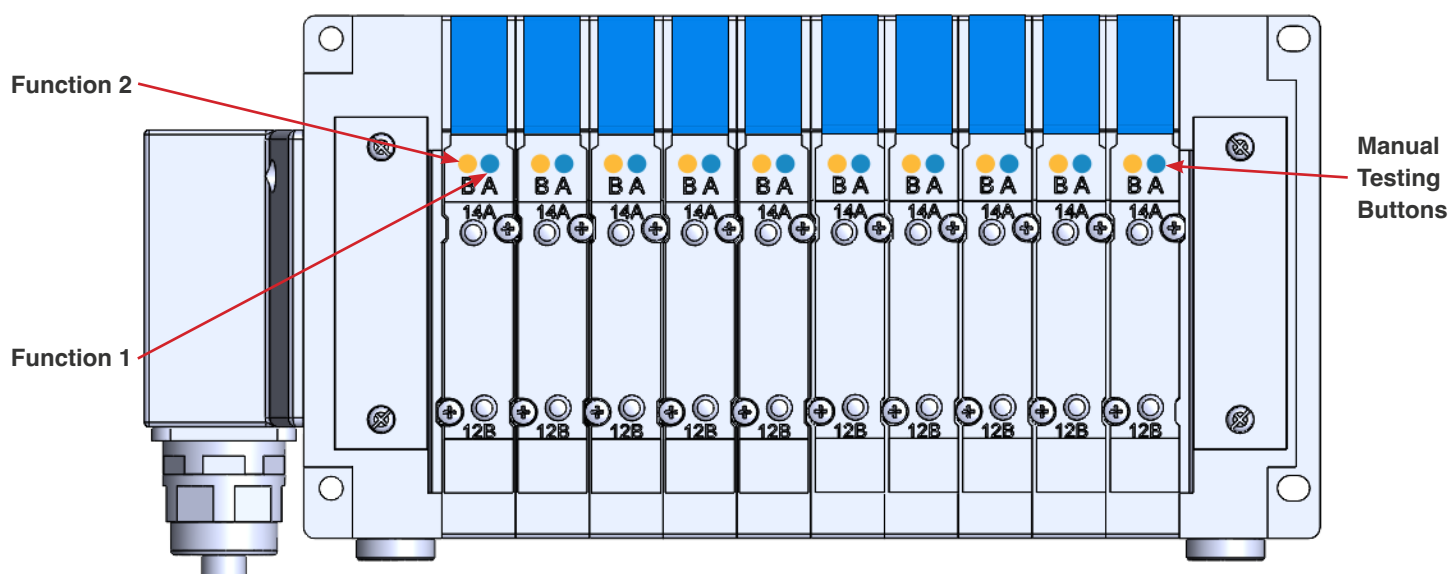 Function 2
Manual
Testing
Buttons
B A B A B A B A B A B A B A B A B A B A
14A 14A 14A 14A 14A 14A 14A 14A 14A 14A
Function 1
12B 12B 12B 12B 12B 12B 12B 12B 12B 12B